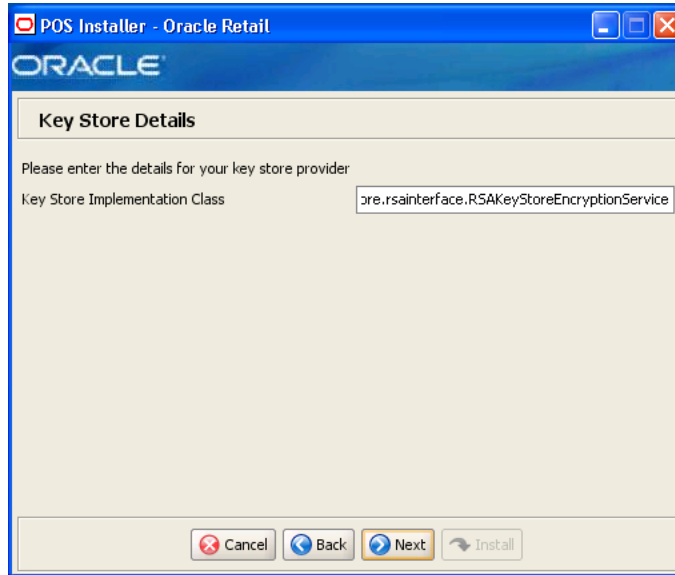 POS Installer - Oracle Retail
ORACLE
Key Store Details
Please enter the details for your key store provider
Key Store Implementation Class
ore.rsainterface.RSAKeyStoreEncryptionService
Cancel
Back
Next
Install